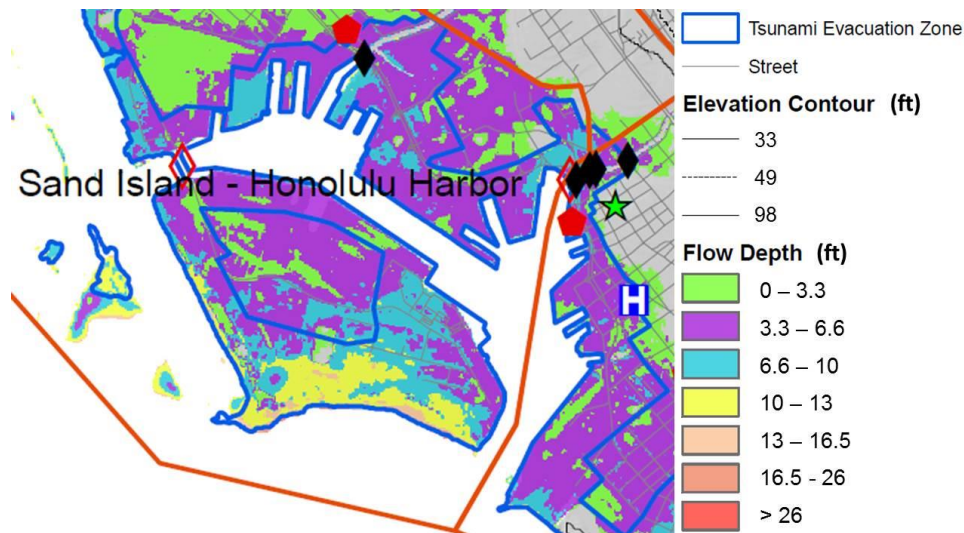 Tsunami Evacuation Zone
Street
Elevation Contour (ft)
33
49
98
Sand Island - Honolulu Harbor
Flow Depth (ft)
0 – 3.3
3.3 – 6.6
6.6 – 10
10 – 13
13 – 16.5
16.5 - 26
> 26
H